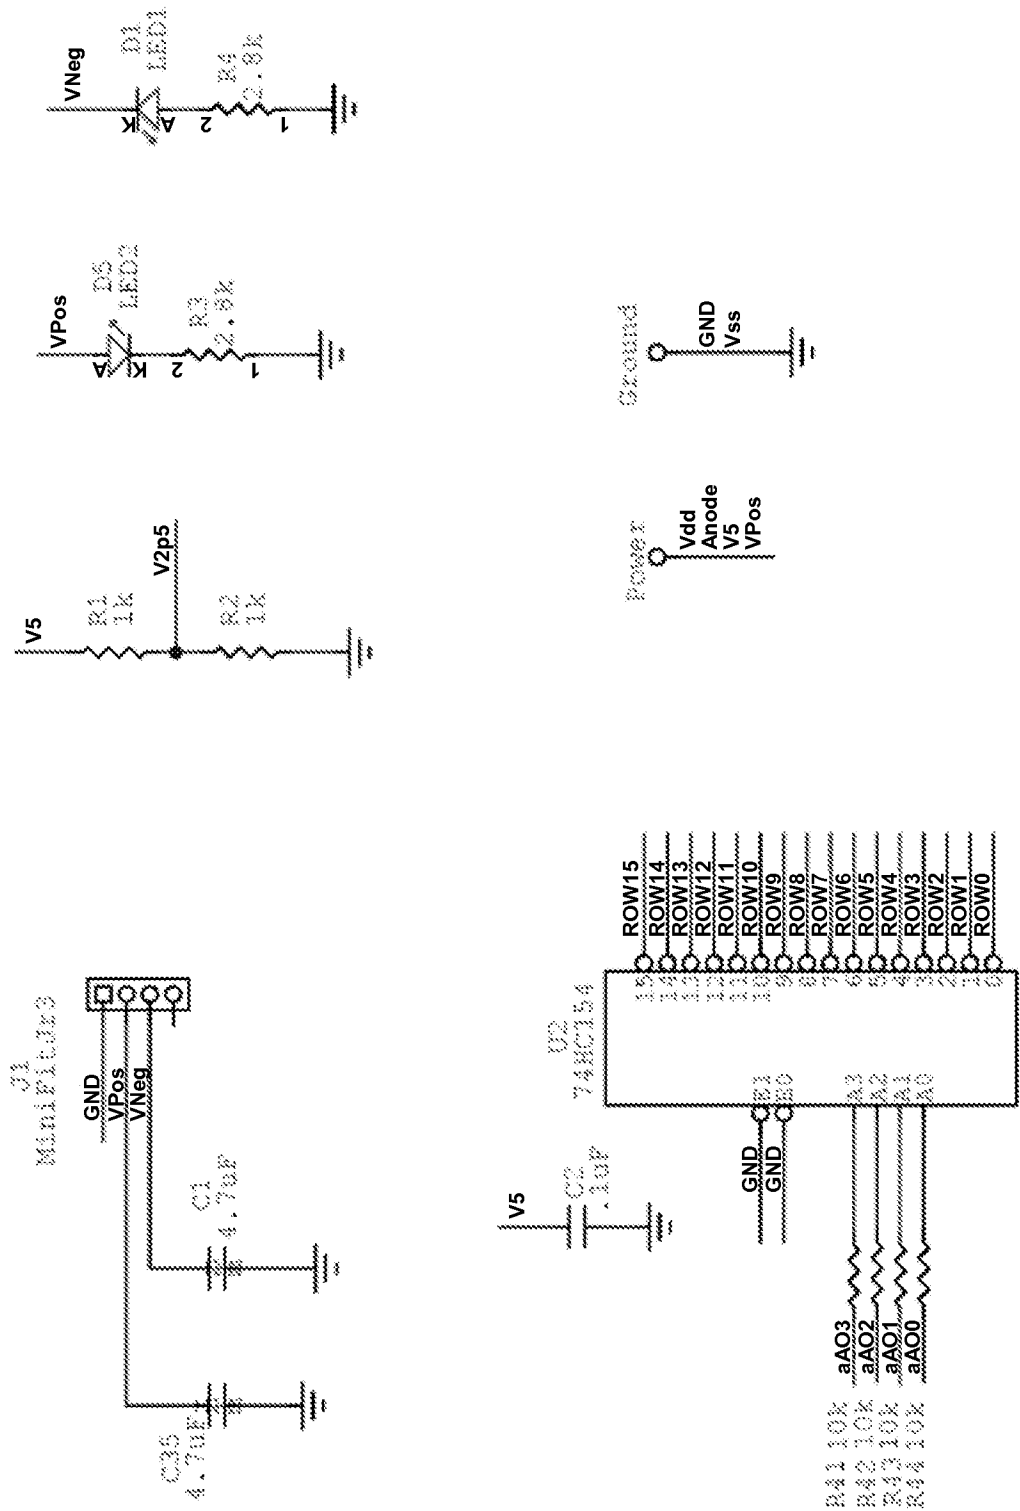 J1
MiniFitJr3
GND
VPos
VNeg
C35
4.7uF
C1
4.7uF
V5
R1
1k
V2p5
R2
1k
VPos
D5
LED2
A
K
2
R3
2.8k
1
VNeg
D1
LED1
K
A
2
R4
2.8k
1
V5
C2
.1uF
U2
74HC154
GND
GND
E1
E0
aAO3
aAO2
aAO1
aAO0
R41 10k
R42 10k
R43 10k
R44 10k
A3
A2
A1
A0
15
14
13
12
11
10
9
8
7
6
5
4
3
2
1
0
ROW15
ROW14
ROW13
ROW12
ROW11
ROW10
ROW9
ROW8
ROW7
ROW6
ROW5
ROW4
ROW3
ROW2
ROW1
ROW0
Power
Vdd
Anode
V5
VPos
Ground
GND
Vss